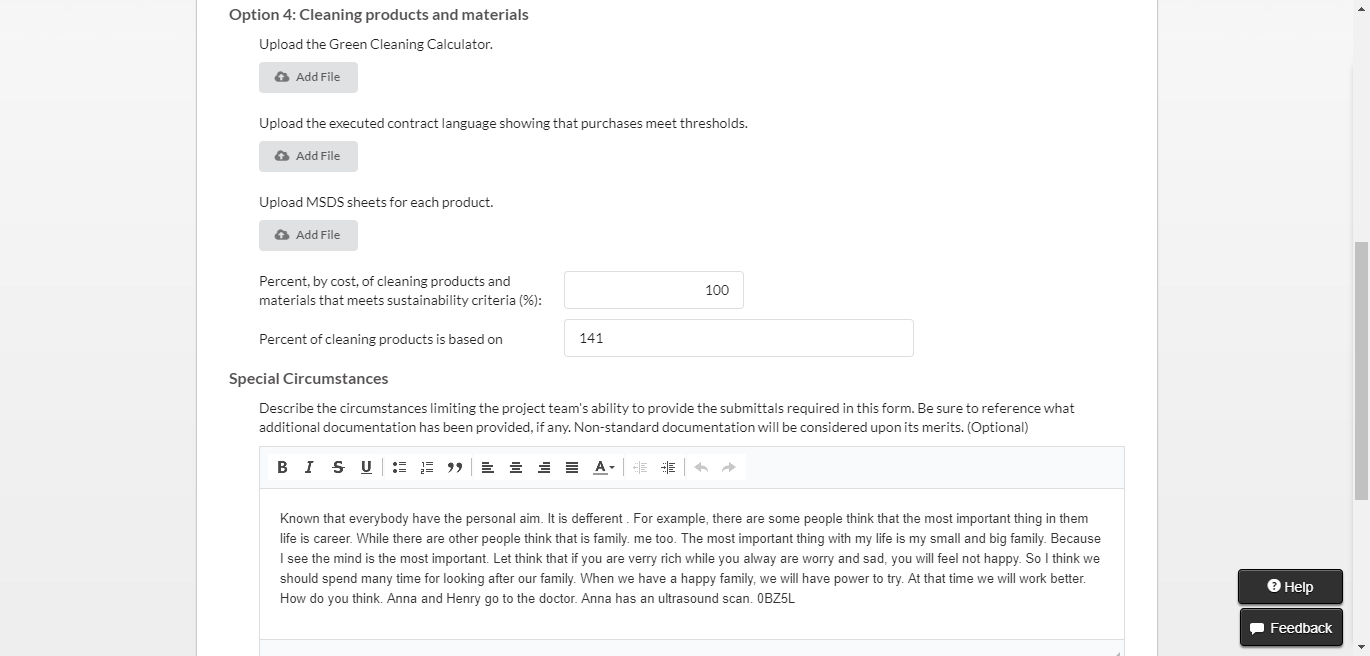 Option 4: Cleaning products and materials
Upload the Green Cleaning Calculator.
Add File
Upload the executed contract language showing that purchases meet thresholds.
Add File
Upload MSDS sheets for each product.
Add File
Percent, by cost, of cleaning products and
materials that meets sustainability criteria (%):
100
Percent of cleaning products is based on
141
Special Circumstances
Describe the circumstances limiting the project team's ability to provide the submittals required in this form. Be sure to reference what
additional documentation has been provided, if any. Non-standard documentation will be considered upon its merits. (Optional)
B I S U A
Known that everybody have the personal aim. It is defferent . For example, there are some people think that the most important thing in them
life is career. While there are other people think that is family. me too. The most important thing with my life is my small and big family. Because
I see the mind is the most important. Let think that if you are verry rich while you alway are worry and sad, you will feel not happy. So I think we
should spend many time for looking after our family. When we have a happy family, we will have power to try. At that time we will work better.
How do you think. Anna and Henry go to the doctor. Anna has an ultrasound scan. 0BZ5L
Help
Feedback